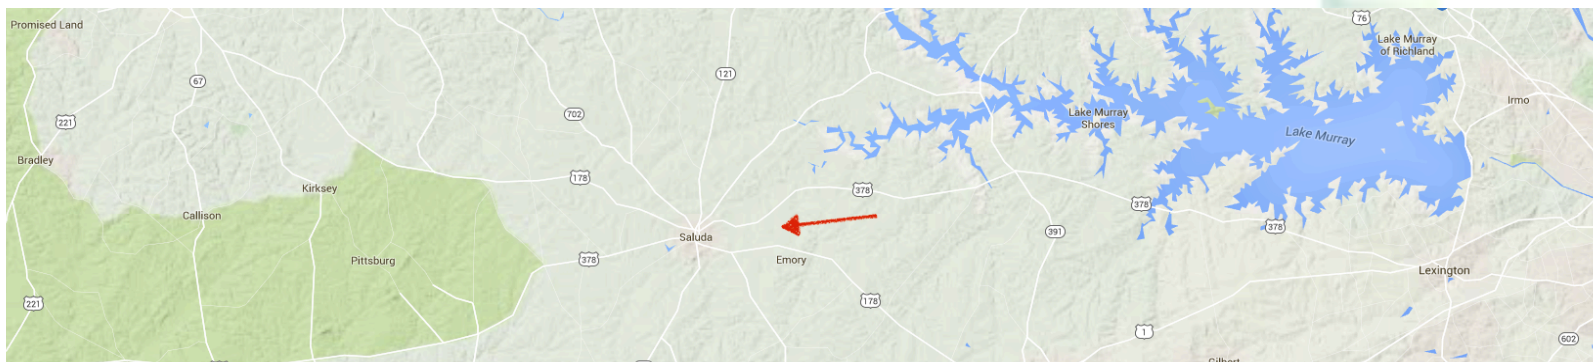 76
Promised Land
Lake Murray
of Richland
121
67
Irmo
702
Lake Murray
Shores
221
Lake Murray
Bradley
178
Kirksey
378
378
Callison
378
391
Saluda
378
Pittsburg
Emory
Lexington
221
178
1
602
Gilbert